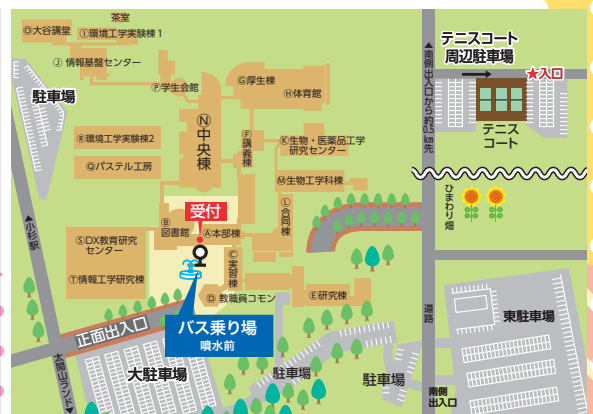 茶室
Ⓞ大谷講堂
Ⓘ環境工学実験棟1
Ⓙ情報基盤センター
Ⓟ学生会館
Ⓖ厚生棟
Ⓗ体育館
駐車場
Ⓝ中央棟
Ⓡ環境工学実験棟2
Ⓠパステル工房
Ⓕ講義棟
Ⓚ生物・医薬品工学
研究センター
Ⓜ生物工学科棟
Ⓛ合同棟
受付
Ⓑ
図書館
Ⓐ本部棟
ⓈDX教育研究
センター
Ⓣ情報工学研究棟
Ⓒ実習棟
Ⓓ教職員コモン
Ⓔ研究棟
バス乗り場
噴水前
▲小杉駅
正面出入口
太閤山ランド▼
大駐車場
駐車場
駐車場
▲南側出入口から約0.5km先
テニスコート
周辺駐車場
★入口
テニス
コート
ひまわり畑
道路
東駐車場
南側
出入口